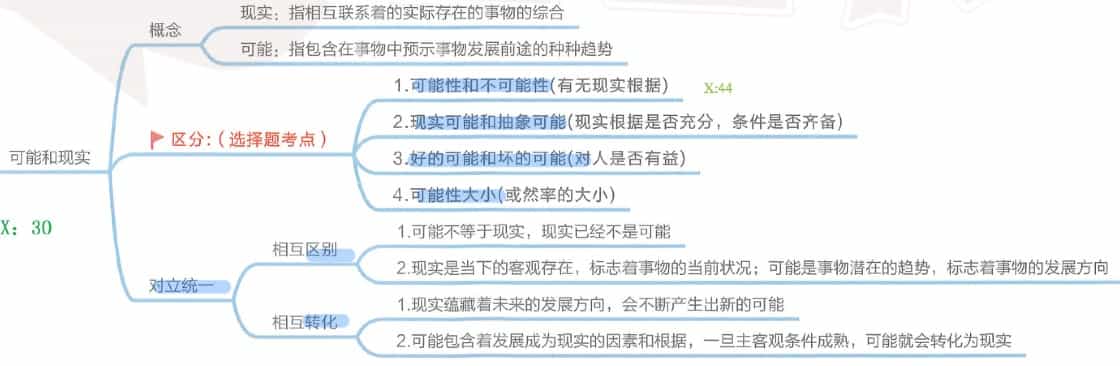 现实：指相互联系着的实际存在的事物的综合
概念
可能：指包含在事物中预示事物发展前途的种种趋势
1.可能性和不可能性(有无现实根据)
X:44
2.现实可能和抽象可能(现实根据是否充分，条件是否齐备)
区分：（选择题考点）
可能和现实
3.好的可能和坏的可能(对人是否有益)
4.可能性大小(或然率的大小)
X：30
1.可能不等于现实，现实已经不是可能
相互区别
2.现实是当下的客观存在，标志着事物的当前状况；可能是事物潜在的趋势，标志着事物的发展方向
对立统一
1.现实蕴藏着未来的发展方向，会不断产生出新的可能
相互转化
2.可能包含着发展成为现实的因素和根据，一旦主客观条件成熟，可能就会转化为现实